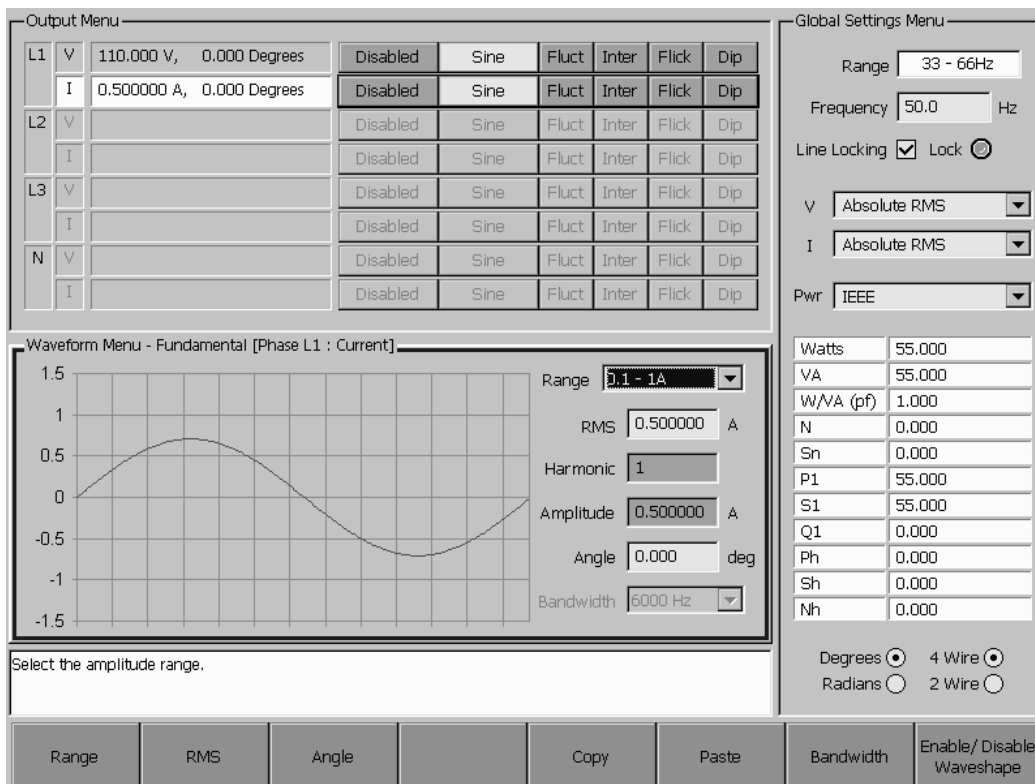 Output Menu
L1 V 110.000 V, 0.000 Degrees Disabled Sine Fluct Inter Flick Dip
I 0.500000 A, 0.000 Degrees Disabled Sine Fluct Inter Flick Dip
L2 V Disabled Sine Fluct Inter Flick Dip
I Disabled Sine Fluct Inter Flick Dip
L3 V Disabled Sine Fluct Inter Flick Dip
I Disabled Sine Fluct Inter Flick Dip
N V Disabled Sine Fluct Inter Flick Dip
I Disabled Sine Fluct Inter Flick Dip
Waveform Menu - Fundamental [Phase L1 : Current]
1.5
1
0.5
0
-0.5
-1
-1.5
Range 0.1 - 1A
RMS 0.500000 A
Harmonic 1
Amplitude 0.500000 A
Angle 0.000 deg
Bandwidth 6000 Hz
Select the amplitude range.
Global Settings Menu
Range 33 - 66Hz
Frequency 50.0 Hz
Line Locking Lock
V Absolute RMS
I Absolute RMS
Pwr IEEE
Watts 55.000
VA 55.000
W/VA (pf) 1.000
N 0.000
Sn 0.000
P1 55.000
S1 55.000
Q1 0.000
Ph 0.000
Sh 0.000
Nh 0.000
Degrees 4 Wire
Radians 2 Wire
Range RMS Angle Copy Paste Bandwidth Enable/ Disable
Waveshape